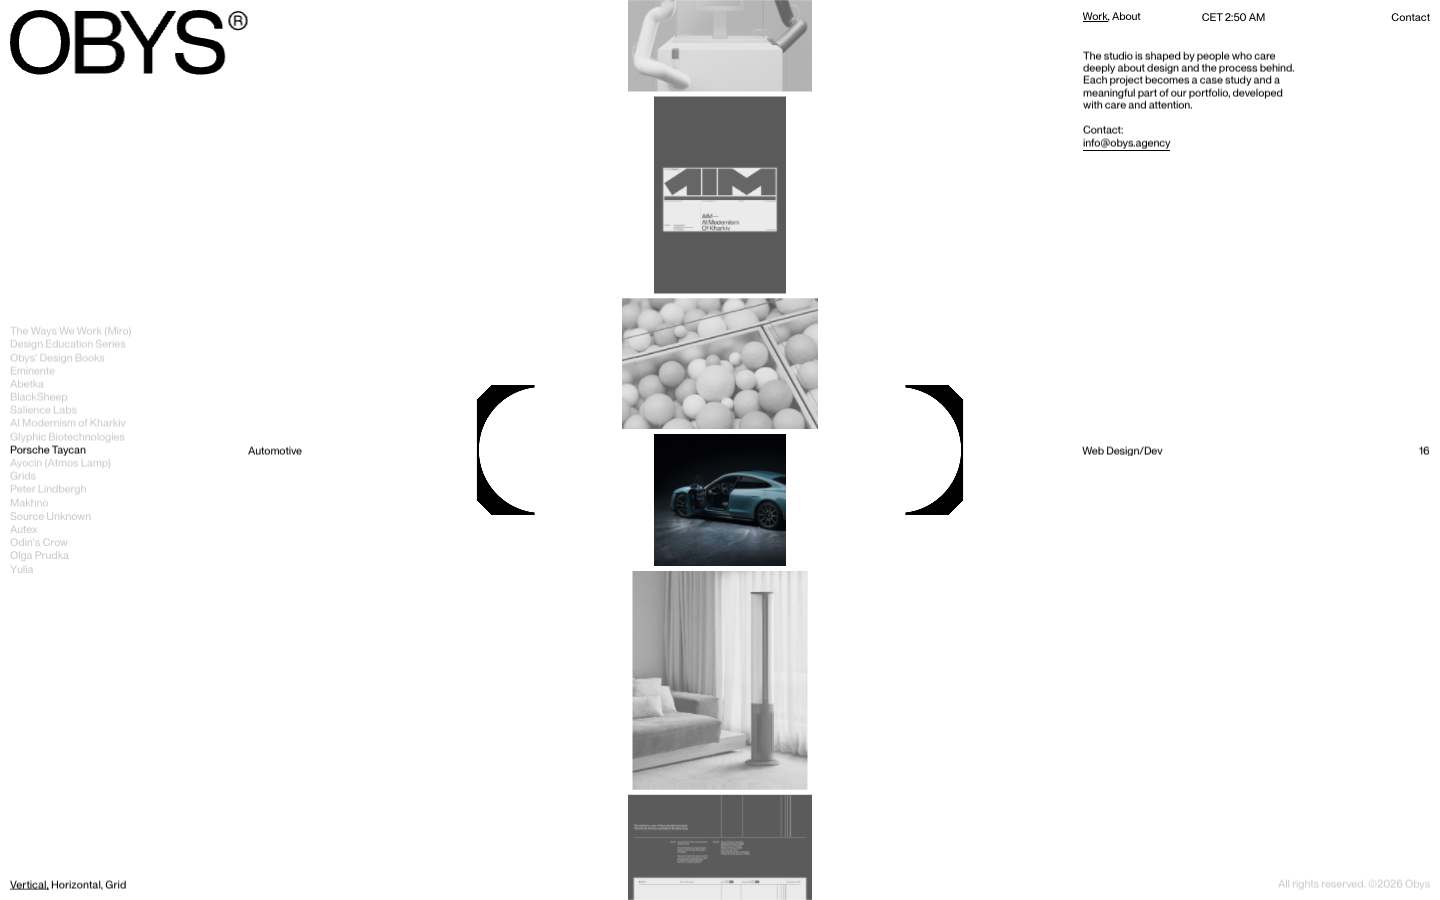 OBYS®
Work, About
CET 2:50 AM
Contact
The studio is shaped by people who care
deeply about design and the process behind.
Each project becomes a case study and a
meaningful part of our portfolio, developed
with care and attention.
Contact:
info@obys.agency
AIM
AIM—
AI Modernism
Of Kharkiv
The Ways We Work (Miro)
Design Education Series
Obys' Design Books
Eminente
Abetka
BlackSheep
Salience Labs
AI Modernism of Kharkiv
Glyphic Biotechnologies
Porsche Taycan
Automotive
Web Design/Dev
16
Ayocin (Atmos Lamp)
Grids
Peter Lindbergh
Makhno
Source Unknown
Autex
Odin's Crow
Olga Prudka
Yulia
Vertical, Horizontal, Grid
All rights reserved. ©2026 Obys